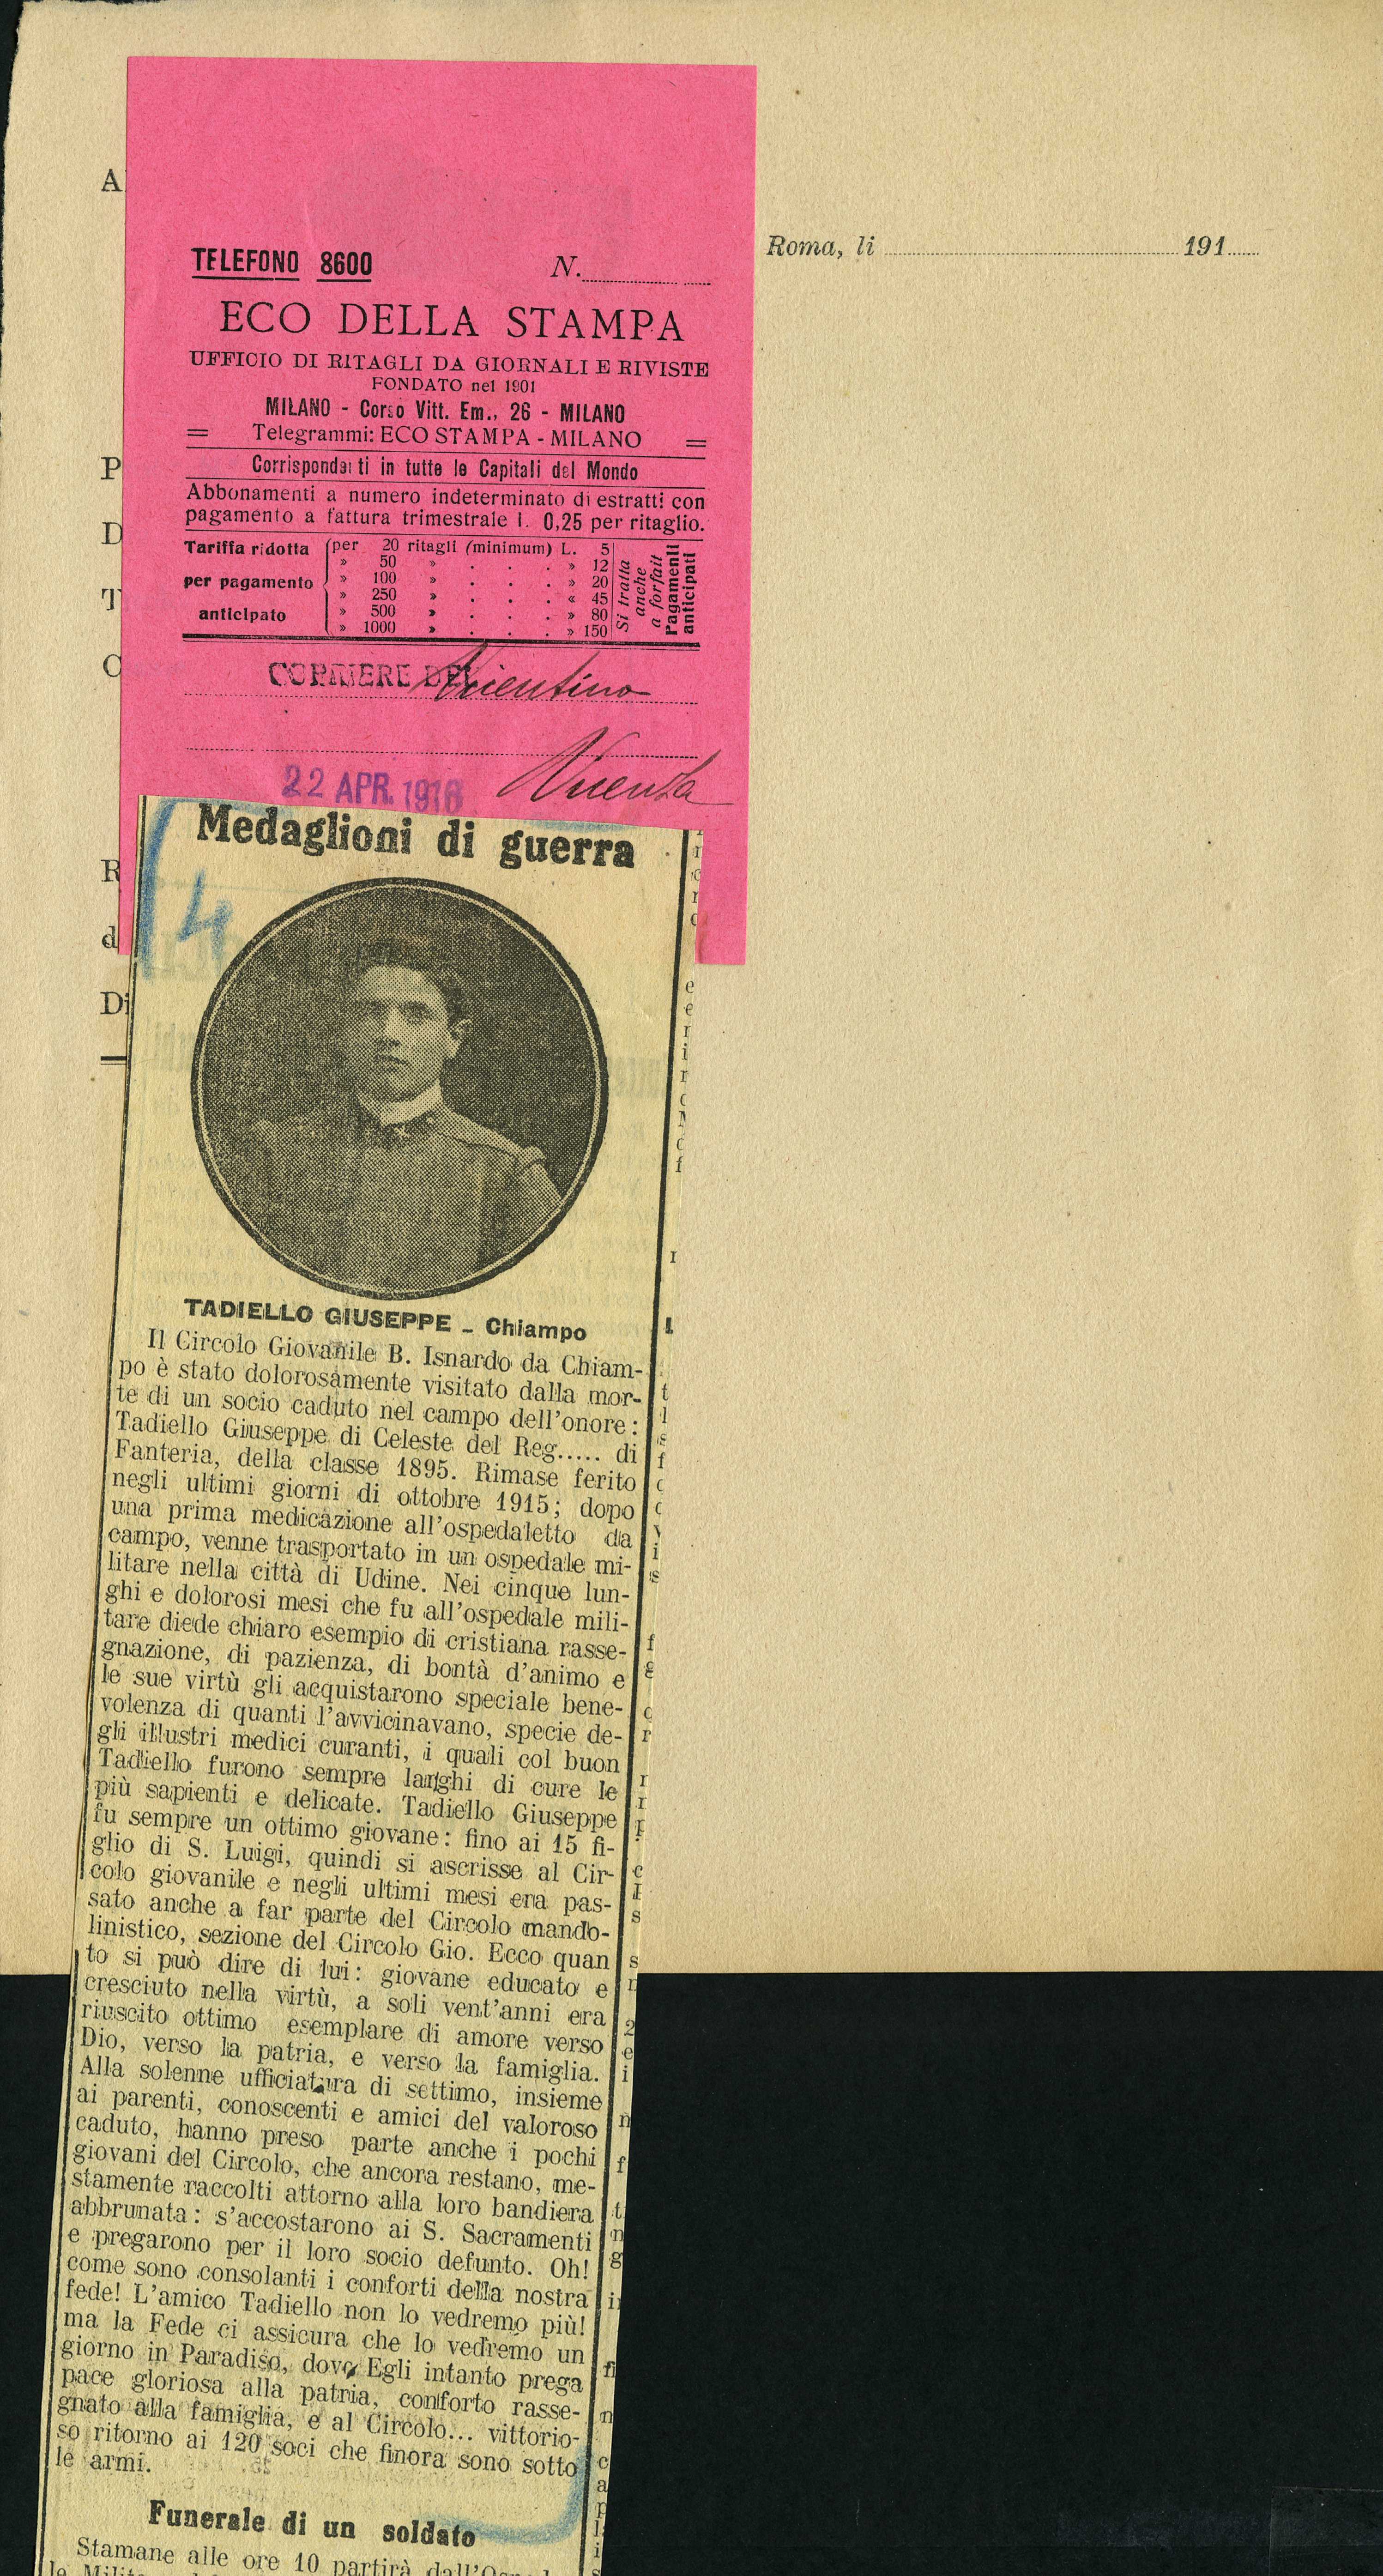 A
P
D
T
C
R
d
Di
Roma, li 191
TELEFONO 8600 N.
ECO DELLA STAMPA
UFFICIO DI RITAGLI DA GIORNALI E RIVISTE
FONDATO nel 1901
MILANO - Corso Vitt. Em., 26 - MILANO
= Telegrammi: ECO STAMPA - MILANO =
Corrispondenti in tutte le Capitali del Mondo
Abbonamenti a numero indeterminato di estratti con
pagamento a fattura trimestrale l. 0,25 per ritaglio.
Tariffa ridotta per pagamento anticipato
per 20 ritagli (minimum) L. 5
» 50 » . . . » 12
» 100 » . . . » 20
» 250 » . . . « 45
» 500 » . . . » 80
» 1000 » . . . » 150
Si tratta anche a forfait
Pagamenti anticipati
CORRIERE DEL Vicentino
Vicenza
22 APR. 1916
Medaglioni di guerra
14
TADIELLO GIUSEPPE - Chiampo
Il Circolo Giovanile B. Isnardo da Chiam-
po è stato dolorosamente visitato dalla mor-
te di un socio caduto nel campo dell'onore:
Tadiello Giuseppe di Celeste del Reg..... di
Fanteria, della classe 1895. Rimase ferito
negli ultimi giorni di ottobre 1915; dopo
una prima medicazione all'ospedaletto da
campo, venne trasportato in un ospedale mi-
litare nella città di Udine. Nei cinque lun-
ghi e dolorosi mesi che fu all'ospedale mili-
tare diede chiaro esempio di cristiana rasse-
gnazione, di pazienza, di bontà d'animo e
le sue virtù gli acquistarono speciale bene-
volenza di quanti l'avvicinavano, specie de-
gli illustri medici curanti, i quali col buon
Tadiello furono sempre larghi di cure le
più sapienti e delicate. Tadiello Giuseppe
fu sempre un ottimo giovane: fino ai 15 fi-
glio di S. Luigi, quindi si ascrisse al Cir-
colo giovanile e negli ultimi mesi era pas-
sato anche a far parte del Circolo mando-
linistico, sezione del Circolo Gio. Ecco quan
to si può dire di lui: giovane educato e
cresciuto nella virtù, a soli vent'anni era
riuscito ottimo esemplare di amore verso
Dio, verso la patria, e verso la famiglia.
Alla solenne ufficiatura di settimo, insieme
ai parenti, conoscenti e amici del valoroso
caduto, hanno preso parte anche i pochi
giovani del Circolo, che ancora restano, me-
stamente raccolti attorno alla loro bandiera
abbrunata: s'accostarono ai S. Sacramenti
e pregarono per il loro socio defunto. Oh!
come sono consolanti i conforti della nostra
fede! L'amico Tadiello non lo vedremo più!
ma la Fede ci assicura che lo vedremo un
giorno in Paradiso, dove Egli intanto prega
pace gloriosa alla patria, conforto rasse-
gnato alla famiglia, e al Circolo... vittorio-
so ritorno ai 120 soci che finora sono sotto
le armi.
Funerale di un soldato
Stamane alle ore 10 partirà